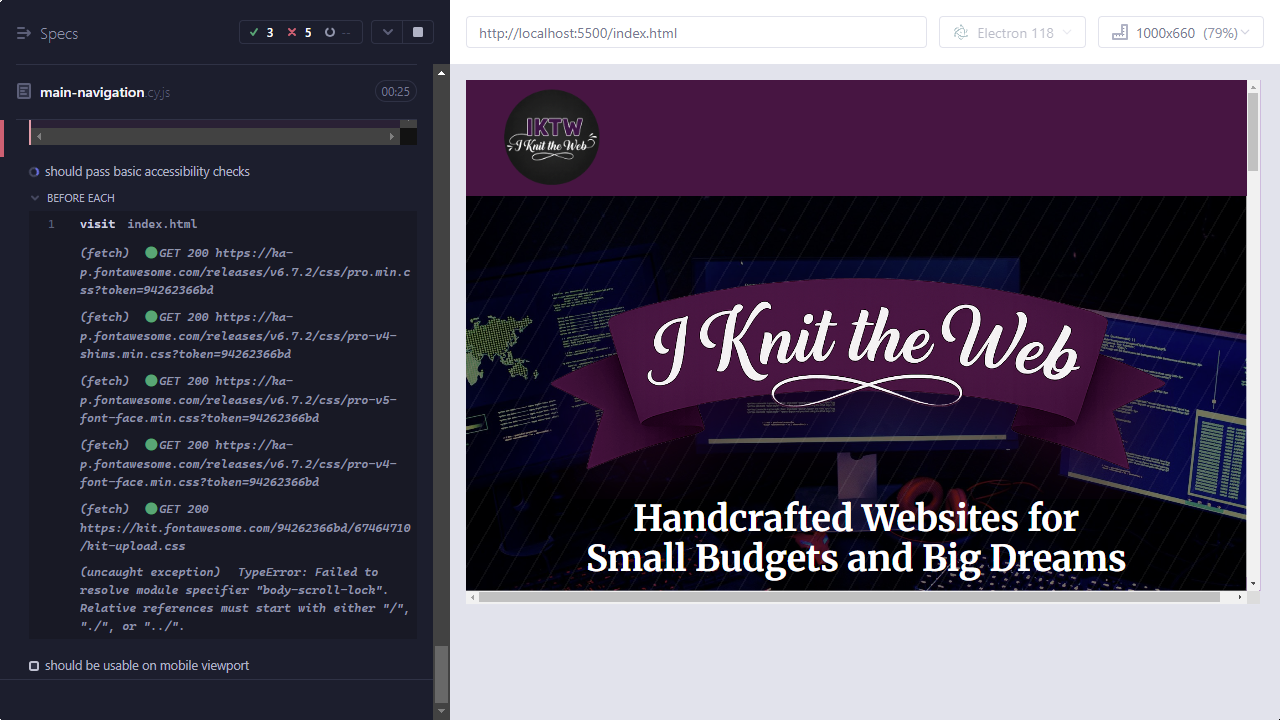 Specs
3
5
--
main-navigation.cy.js
00:25
should pass basic accessibility checks
BEFORE EACH
1 visit index.html
(fetch) GET 200 https://ka-
p.fontawesome.com/releases/v6.7.2/css/pro.min.c
ss?token=94262366bd
(fetch) GET 200 https://ka-
p.fontawesome.com/releases/v6.7.2/css/pro-v4-
shims.min.css?token=94262366bd
(fetch) GET 200 https://ka-
p.fontawesome.com/releases/v6.7.2/css/pro-v5-
font-face.min.css?token=94262366bd
(fetch) GET 200 https://ka-
p.fontawesome.com/releases/v6.7.2/css/pro-v4-
font-face.min.css?token=94262366bd
(fetch) GET 200
https://kit.fontawesome.com/94262366bd/67464710
/kit-upload.css
(uncaught exception) TypeError: Failed to
resolve module specifier "body-scroll-lock".
Relative references must start with either "/",
"./", or "../".
should be usable on mobile viewport
http://localhost:5500/index.html
Electron 118
1000x660 (79%)
IKTW
I Knit the Web
I Knit the Web
Handcrafted Websites for
Small Budgets and Big Dreams